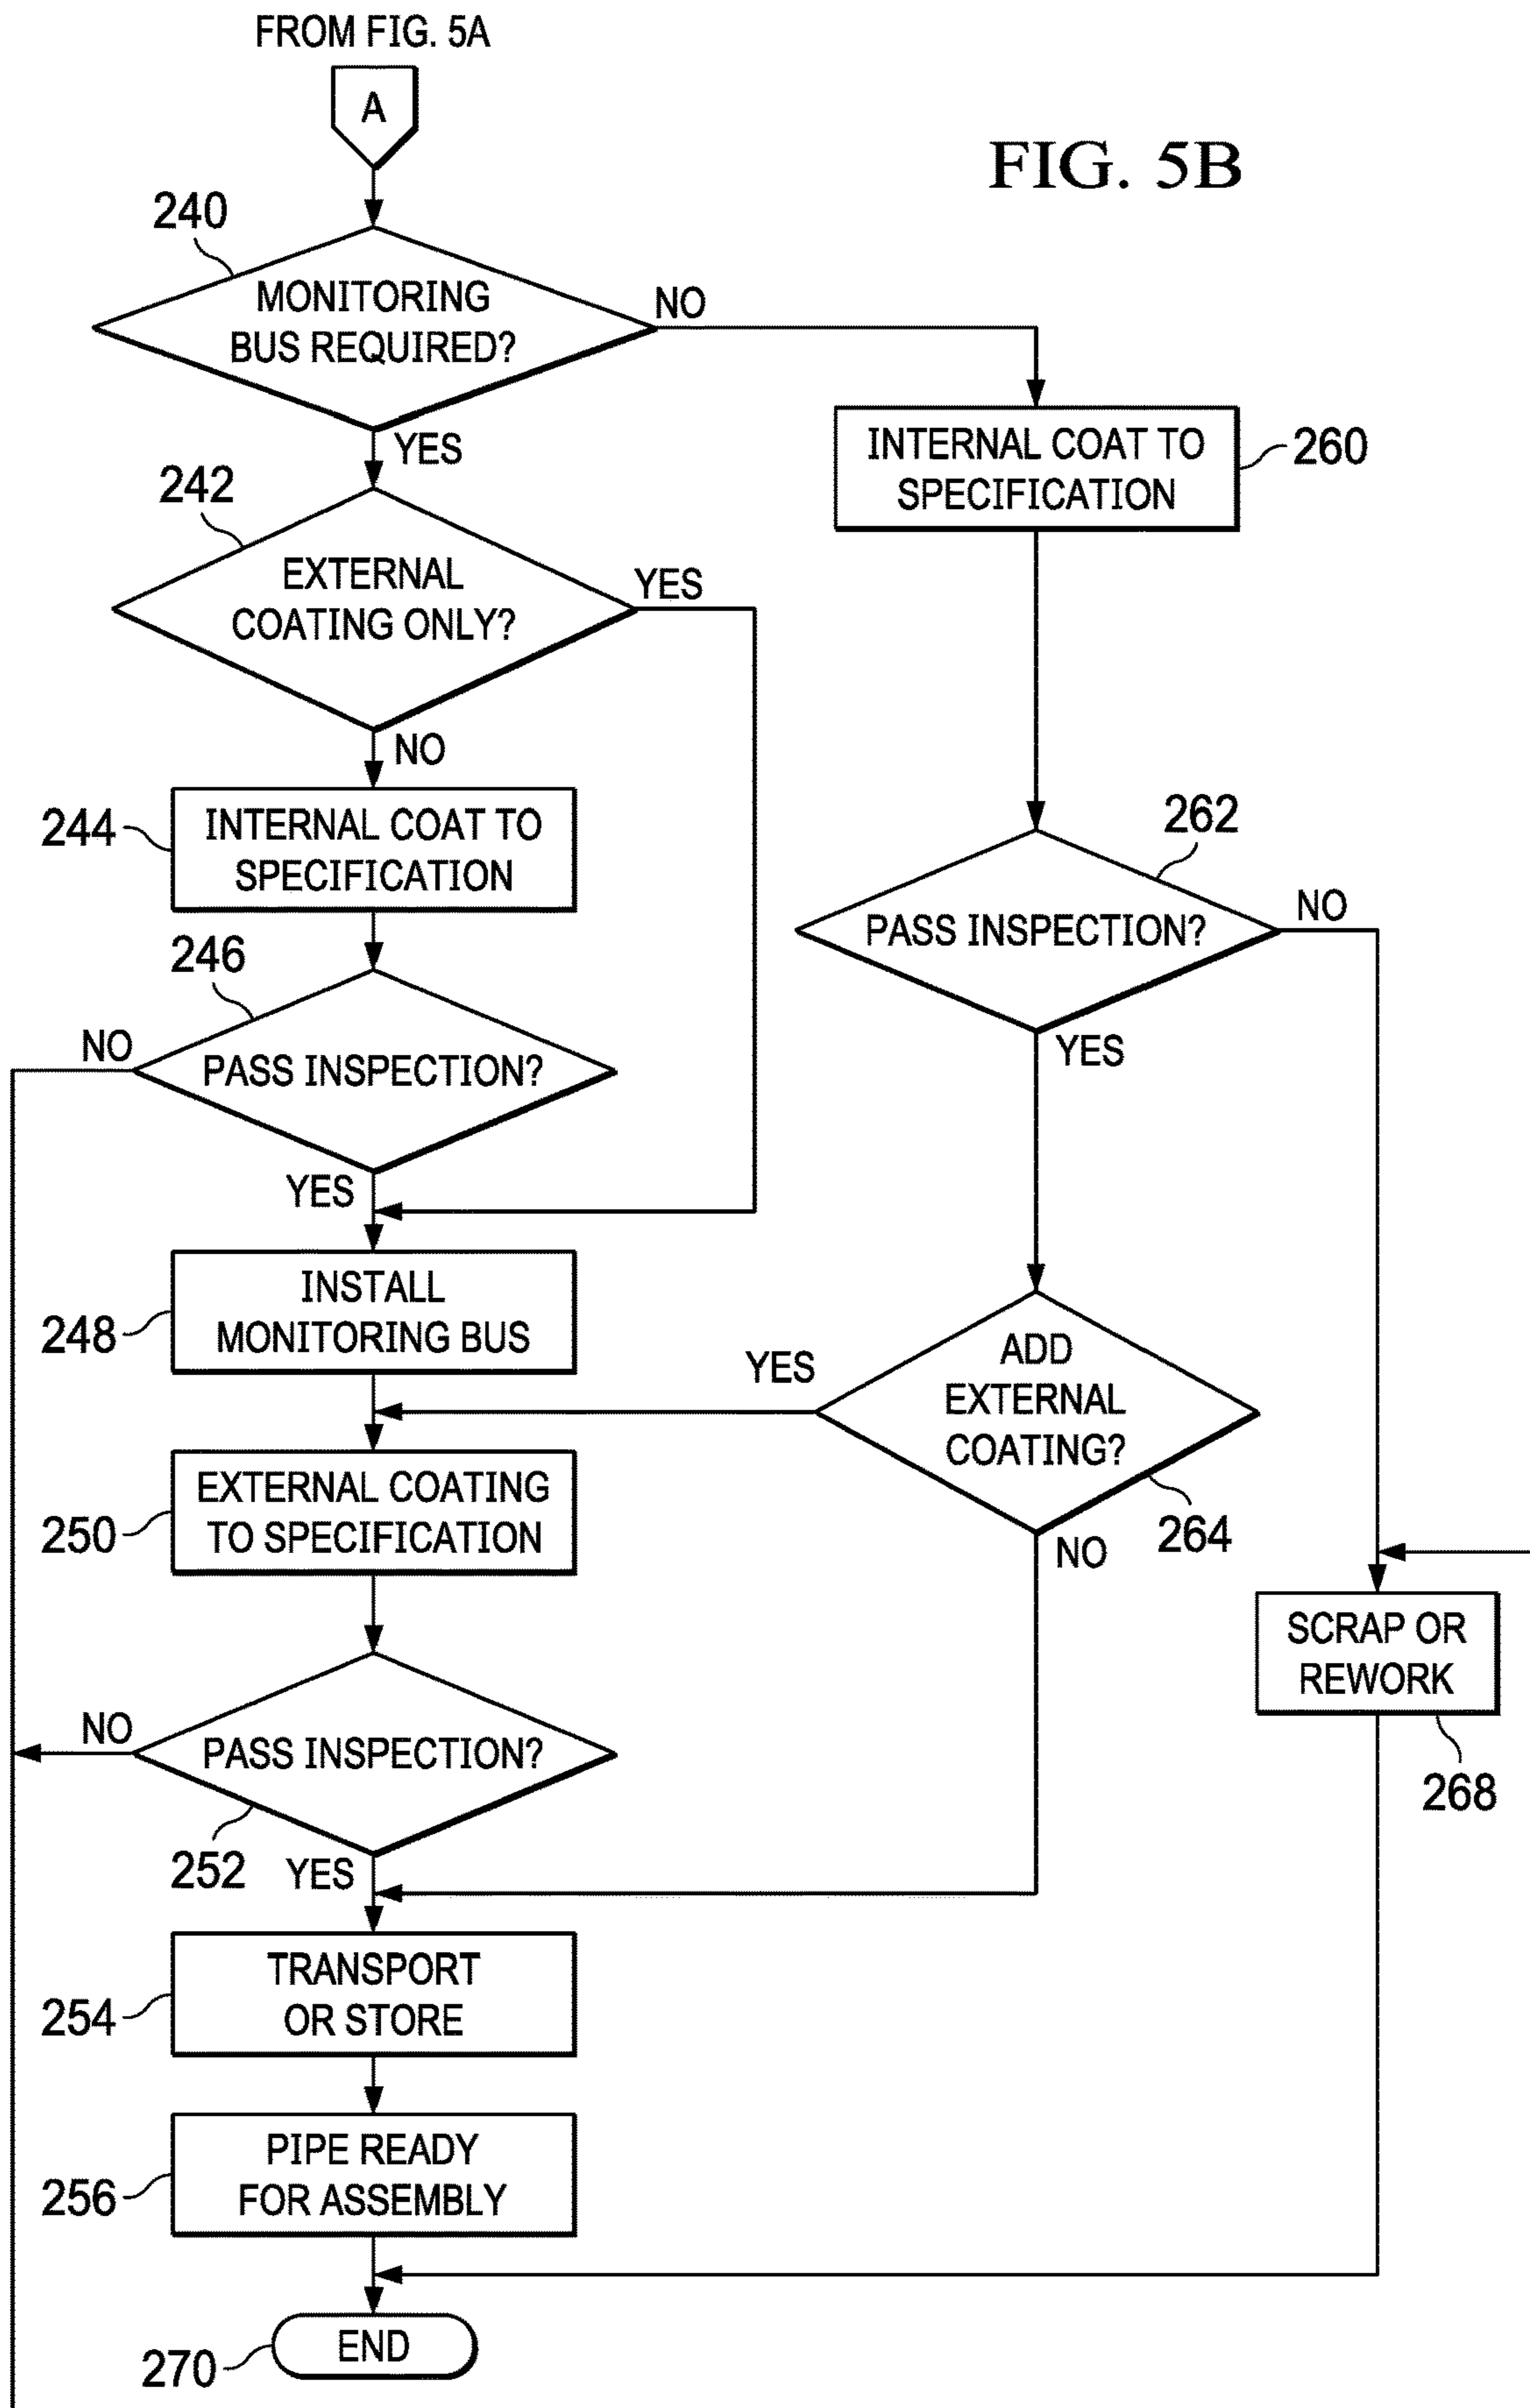 FROM FIG. 5A
A
FIG. 5B
240
MONITORING
BUS REQUIRED?
NO
YES
INTERNAL COAT TO
SPECIFICATION
260
242
EXTERNAL
COATING ONLY?
YES
NO
244
INTERNAL COAT TO
SPECIFICATION
262
PASS INSPECTION?
NO
YES
246
PASS INSPECTION?
NO
YES
248
INSTALL
MONITORING BUS
ADD
EXTERNAL
COATING?
YES
264
NO
250
EXTERNAL COATING
TO SPECIFICATION
SCRAP OR
REWORK
268
PASS INSPECTION?
NO
252
YES
254
TRANSPORT
OR STORE
256
PIPE READY
FOR ASSEMBLY
270
END